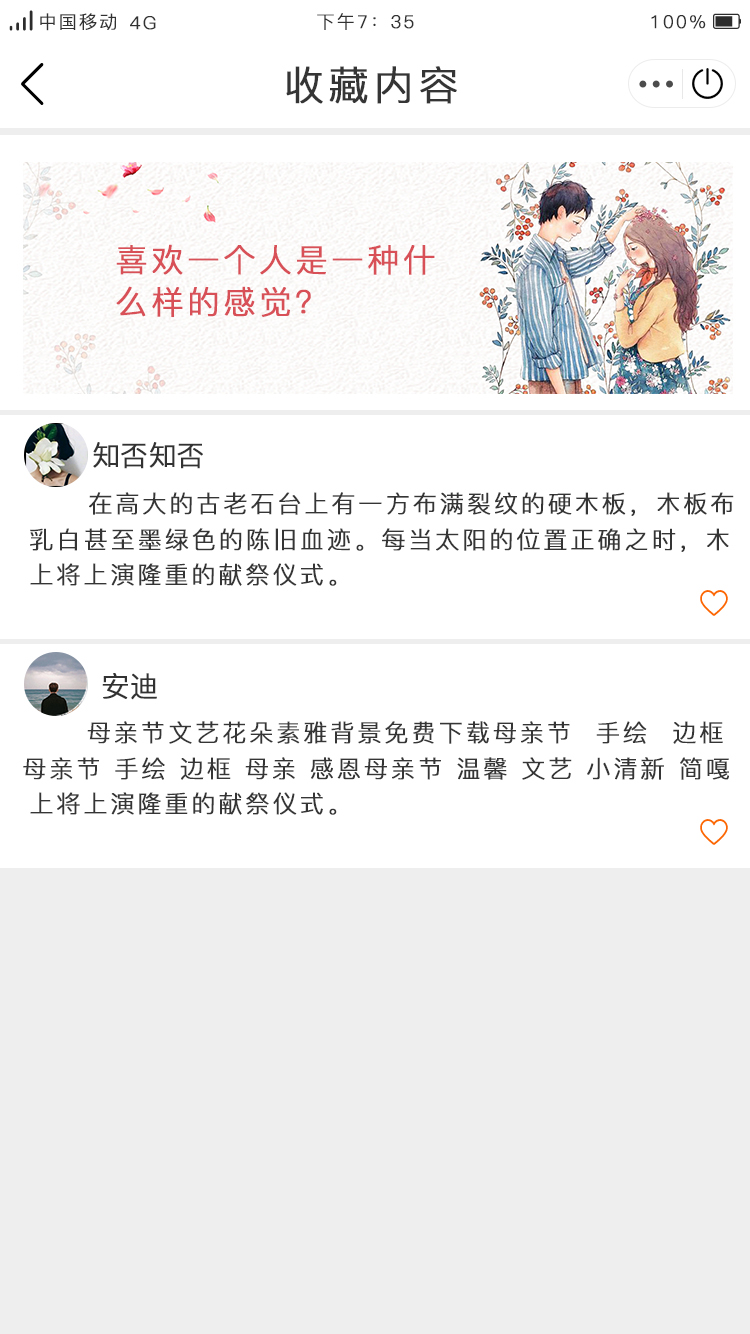 中国移动 4G 下午7：35 100%
收藏内容
喜欢一个人是一种什
么样的感觉?
知否知否
在高大的古老石台上有一方布满裂纹的硬木板，木板布
乳白甚至墨绿色的陈旧血迹。每当太阳的位置正确之时，木
上将上演隆重的献祭仪式。
安迪
母亲节文艺花朵素雅背景免费下载母亲节 手绘 边框
母亲节 手绘 边框 母亲 感恩母亲节 温馨 文艺 小清新 简嘎
上将上演隆重的献祭仪式。